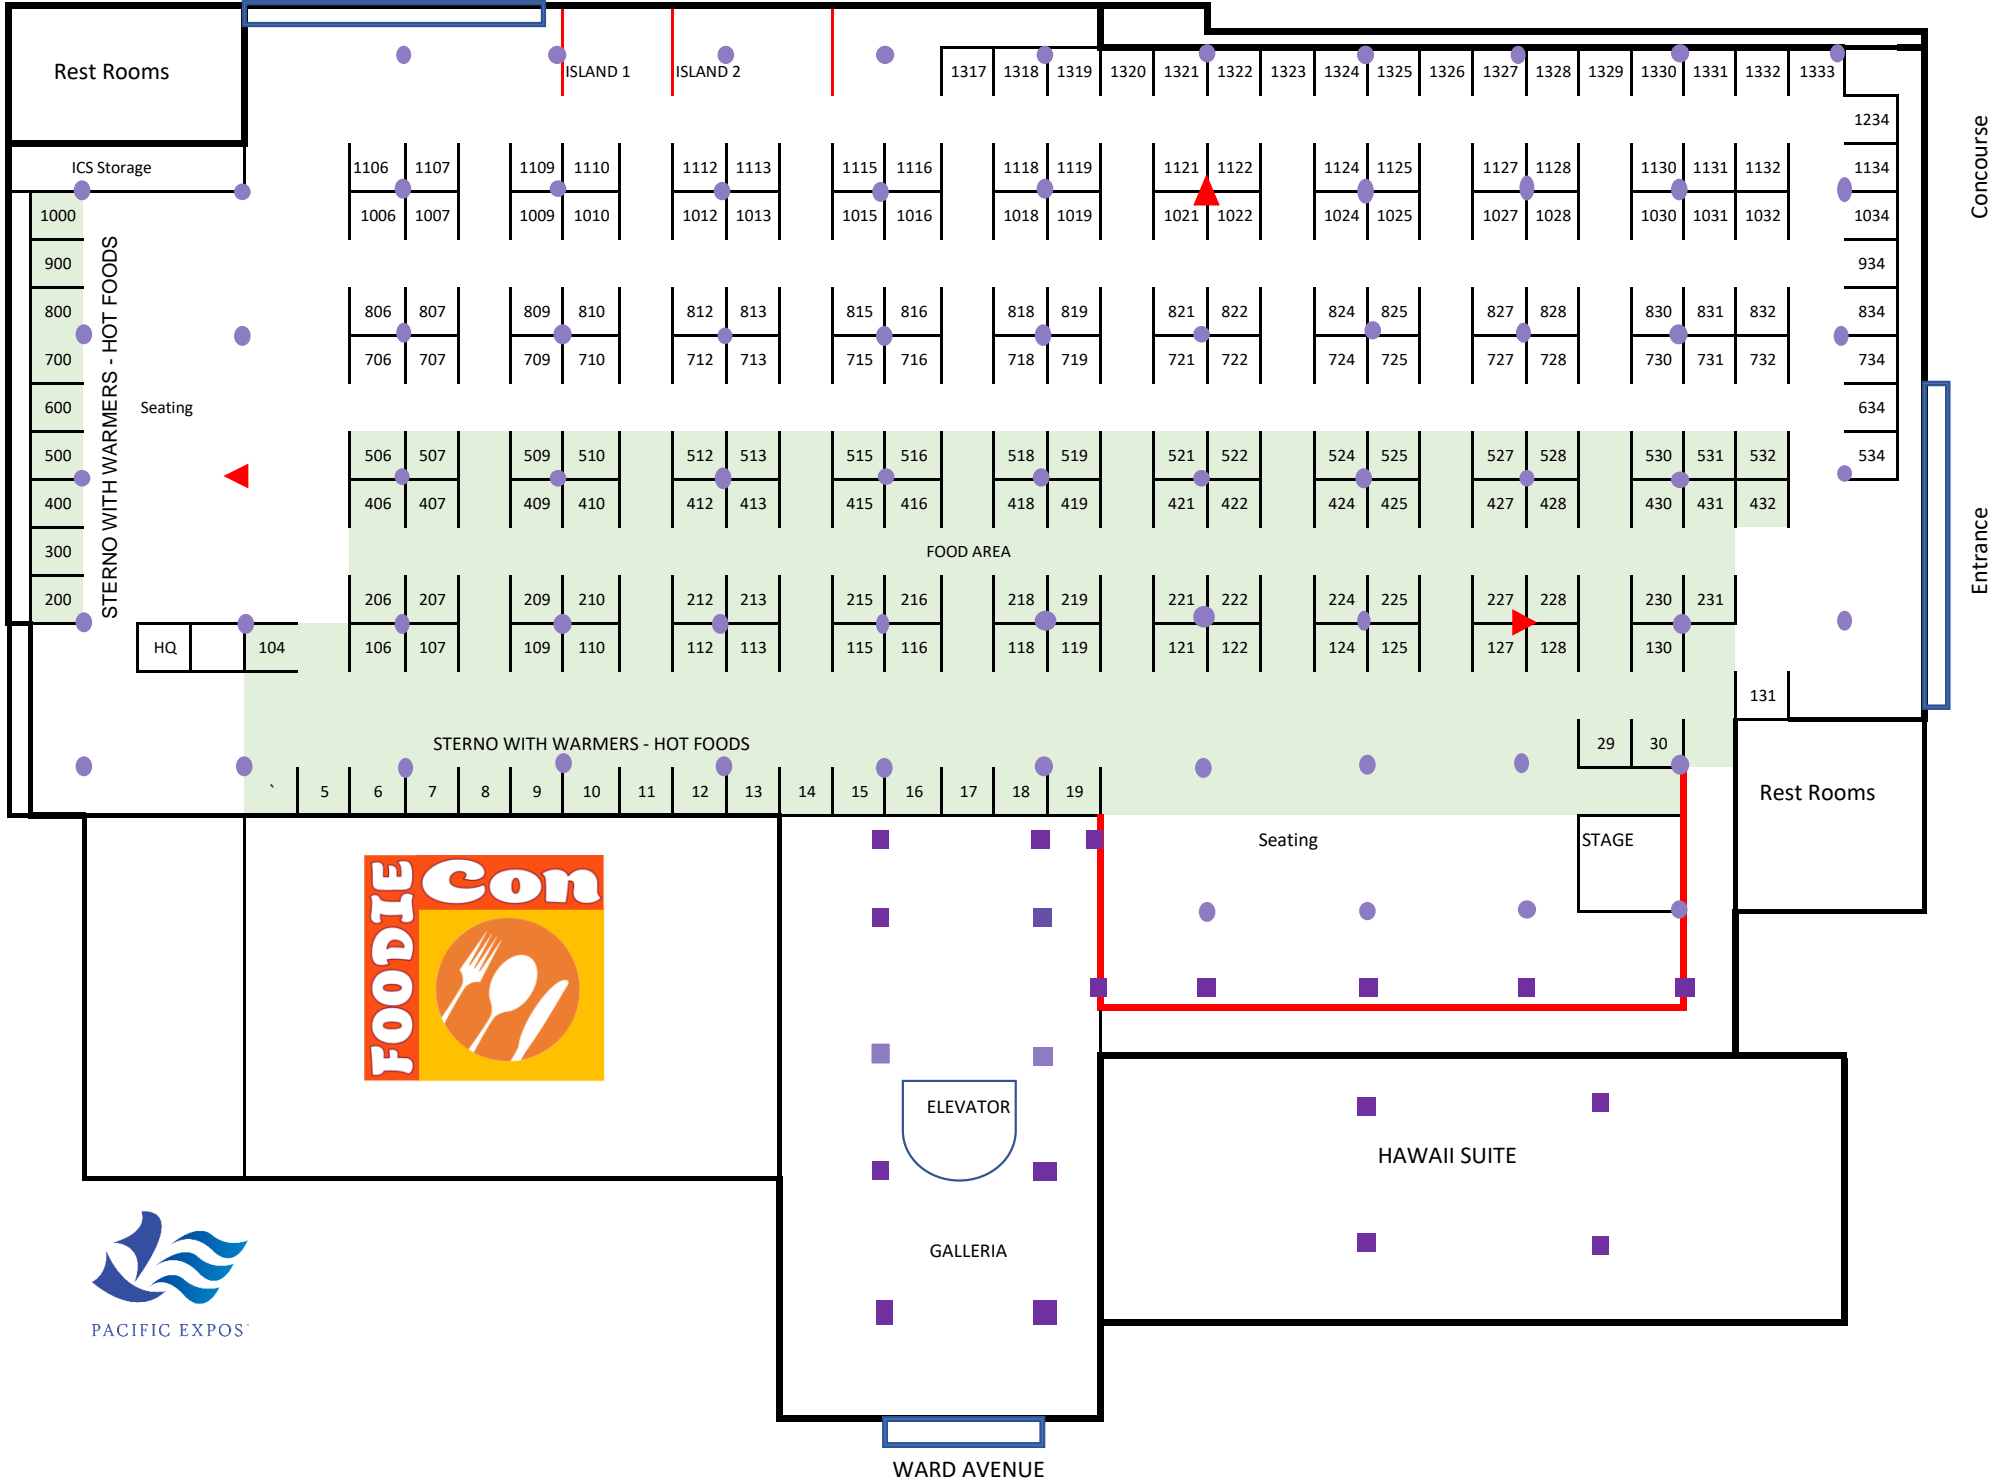 Rest Rooms
ISLAND 1 ISLAND 2 1317 1318 1319 1320 1321 1322 1323 1324 1325 1326 1327 1328 1329 1330 1331 1332 1333
1234
Concourse
ICS Storage 1106 1107 1109 1110 1112 1113 1115 1116 1118 1119 1121 1122 1124 1125 1127 1128 1130 1131 1132 1134
1000 1006 1007 1009 1010 1012 1013 1015 1016 1018 1019 1021 1022 1024 1025 1027 1028 1030 1031 1032 1034
900 934
STERNO WITH WARMERS - HOT FOODS
800 806 807 809 810 812 813 815 816 818 819 821 822 824 825 827 828 830 831 832 834
700 706 707 709 710 712 713 715 716 718 719 721 722 724 725 727 728 730 731 732 734
600 Seating 634
500 506 507 509 510 512 513 515 516 518 519 521 522 524 525 527 528 530 531 532 534
400 406 407 409 410 412 413 415 416 418 419 421 422 424 425 427 428 430 431 432
300 FOOD AREA
Entrance
200 206 207 209 210 212 213 215 216 218 219 221 222 224 225 227 228 230 231
HQ 104 106 107 109 110 112 113 115 116 118 119 121 122 124 125 127 128 130
131
STERNO WITH WARMERS - HOT FOODS 29 30
` 5 6 7 8 9 10 11 12 13 14 15 16 17 18 19 Rest Rooms
Seating STAGE
FOODIE
Con
ELEVATOR
HAWAII SUITE
GALLERIA
PACIFIC EXPOS
WARD AVENUE